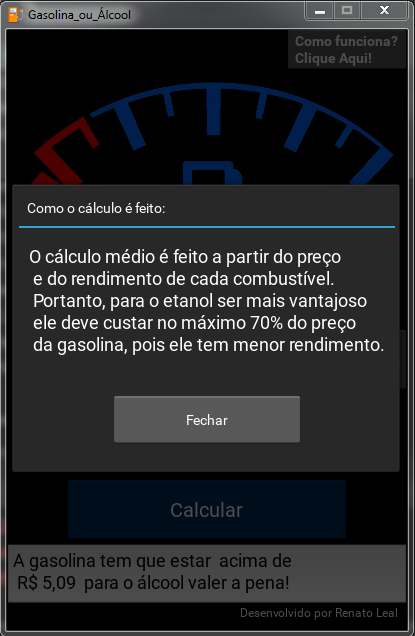 Gasolina_ou_Álcool
Como funciona?
Clique Aqui!
Como o cálculo é feito:
O cálculo médio é feito a partir do preço
e do rendimento de cada combustível.
Portanto, para o etanol ser mais vantajoso
ele deve custar no máximo 70% do preço
da gasolina, pois ele tem menor rendimento.
Fechar
Calcular
A gasolina tem que estar  acima de
R$ 5,09  para o álcool valer a pena!
Desenvolvido por Renato Leal